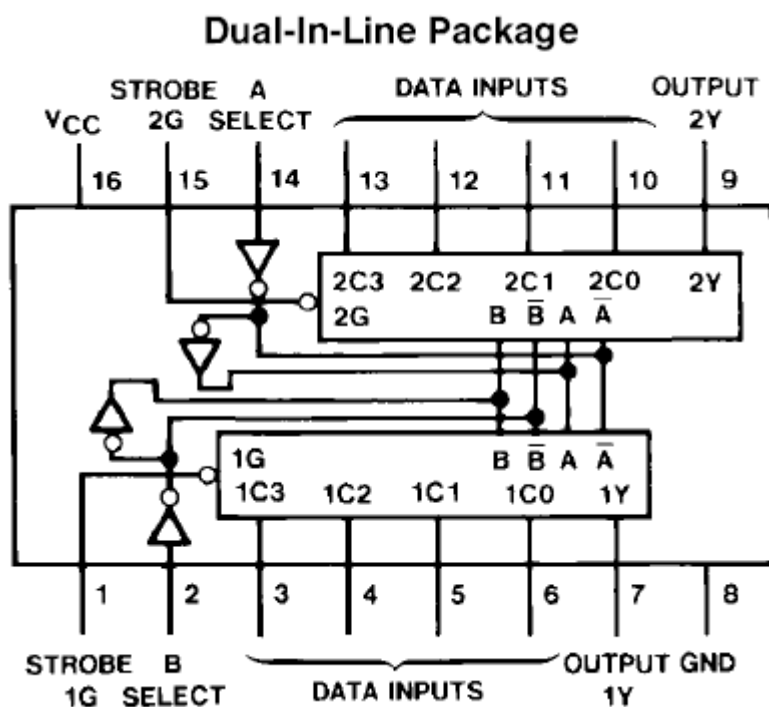 Dual-In-Line Package
STROBE A DATA INPUTS OUTPUT
VCC 2G SELECT 2Y
16 15 14 13 12 11 10 9
2C3 2C2 2C1 2C0 2Y
2G B B̅ A A̅
1G B B̅ A A̅
1C3 1C2 1C1 1C0 1Y
1 2 3 4 5 6 7 8
STROBE B OUTPUT GND
1G SELECT DATA INPUTS 1Y